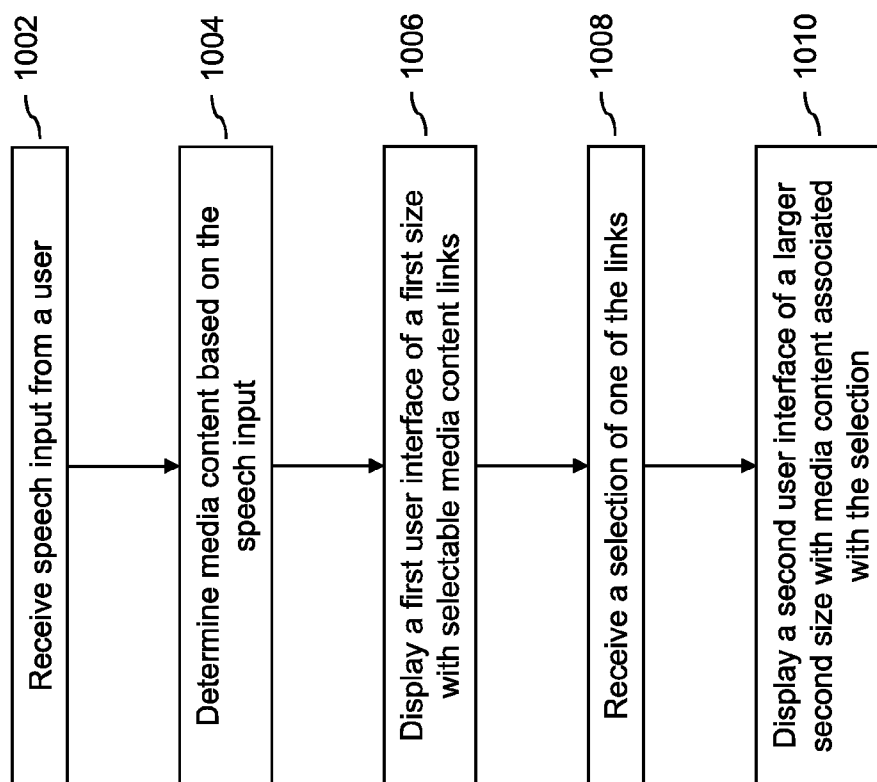 Receive speech input from a user
1002
Determine media content based on the
speech input
1004
Display a first user interface of a first size
with selectable media content links
1006
Receive a selection of one of the links
1008
Display a second user interface of a larger
second size with media content associated
with the selection
1010